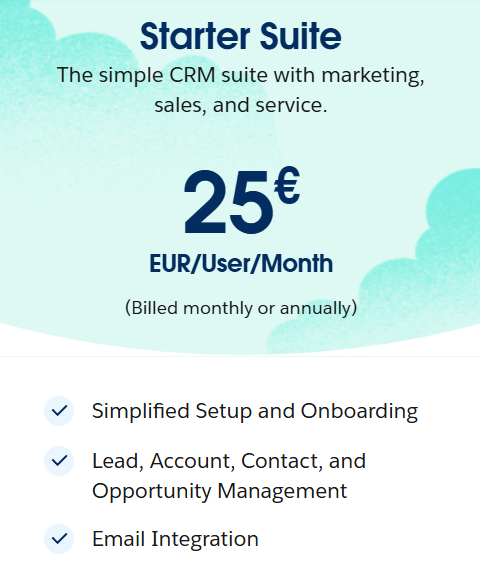 Starter Suite
The simple CRM suite with marketing,
sales, and service.
25€
EUR/User/Month
(Billed monthly or annually)
Simplified Setup and Onboarding
Lead, Account, Contact, and
Opportunity Management
Email Integration